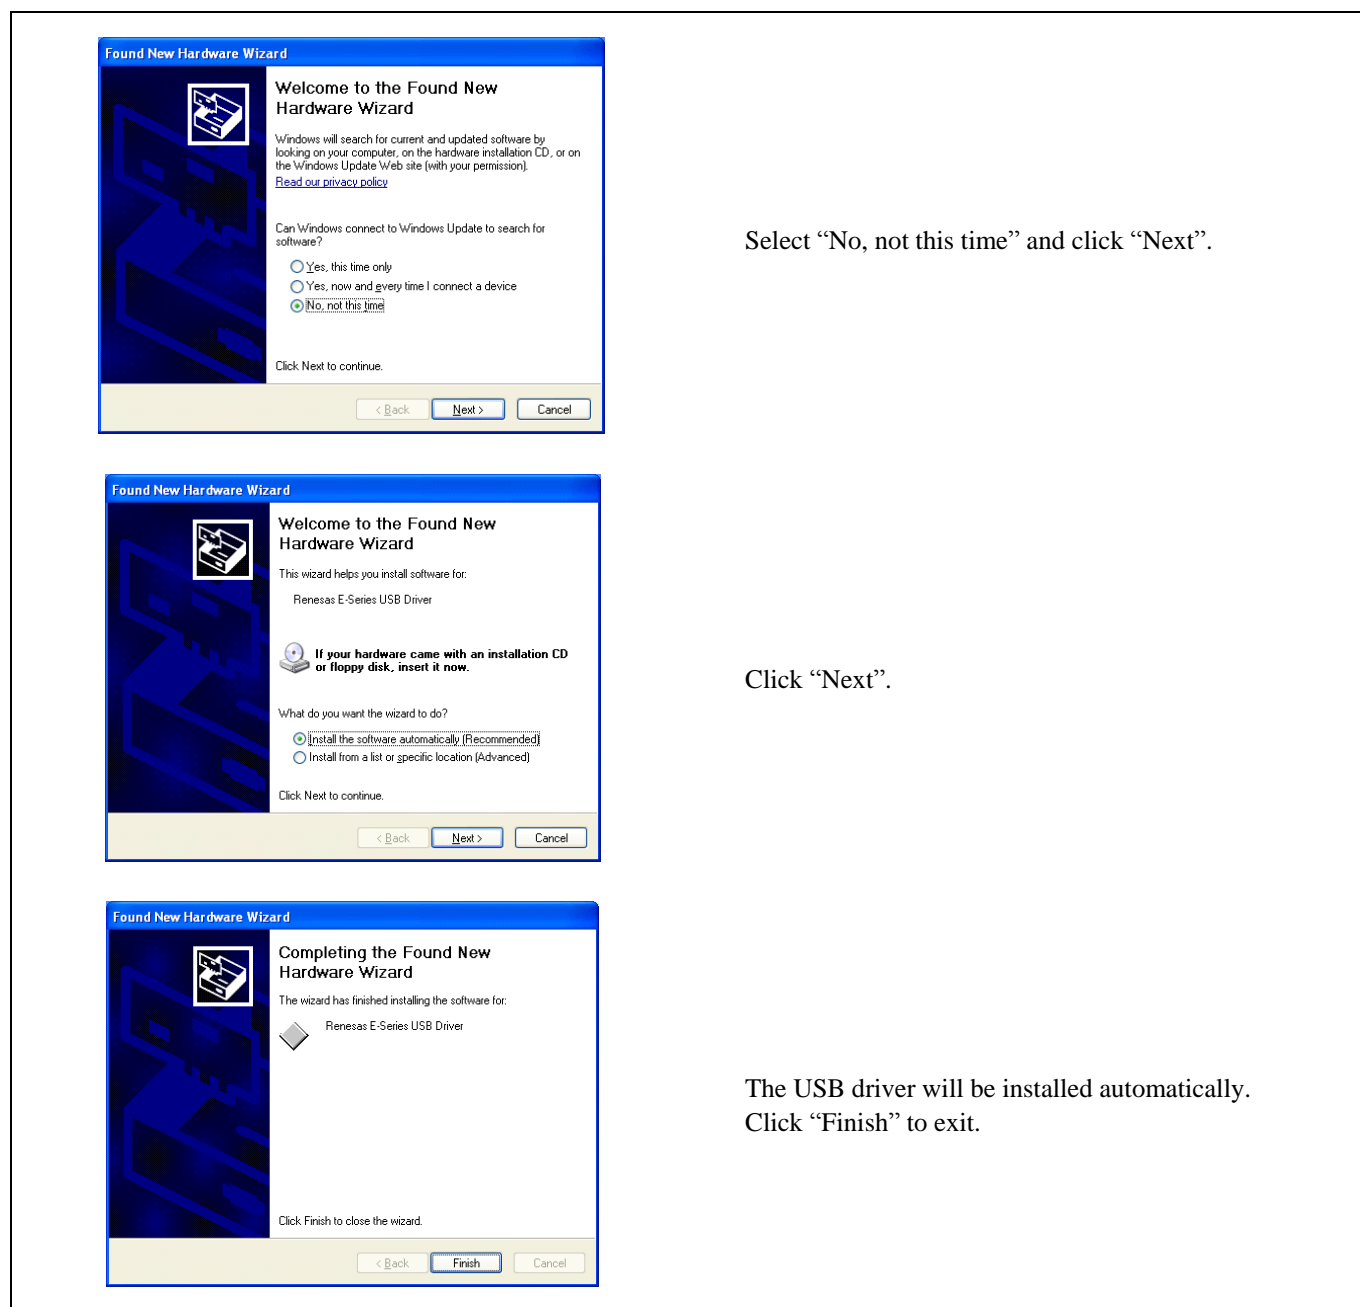 Found New Hardware Wizard
Welcome to the Found New
Hardware Wizard
Windows will search for current and updated software by
looking on your computer, on the hardware installation CD, or on
the Windows Update Web site (with your permission).
Read our privacy policy
Can Windows connect to Windows Update to search for
software?
Yes, this time only
Yes, now and every time I connect a device
No, not this time
Click Next to continue.
< Back Next > Cancel
Select “No, not this time” and click “Next”.
Found New Hardware Wizard
Welcome to the Found New
Hardware Wizard
This wizard helps you install software for:
Renesas E-Series USB Driver
If your hardware came with an installation CD
or floppy disk, insert it now.
What do you want the wizard to do?
Install the software automatically (Recommended)
Install from a list or specific location (Advanced)
Click Next to continue.
< Back Next > Cancel
Click “Next”.
Found New Hardware Wizard
Completing the Found New
Hardware Wizard
The wizard has finished installing the software for:
Renesas E-Series USB Driver
Click Finish to close the wizard.
< Back Finish Cancel
The USB driver will be installed automatically.
Click “Finish” to exit.